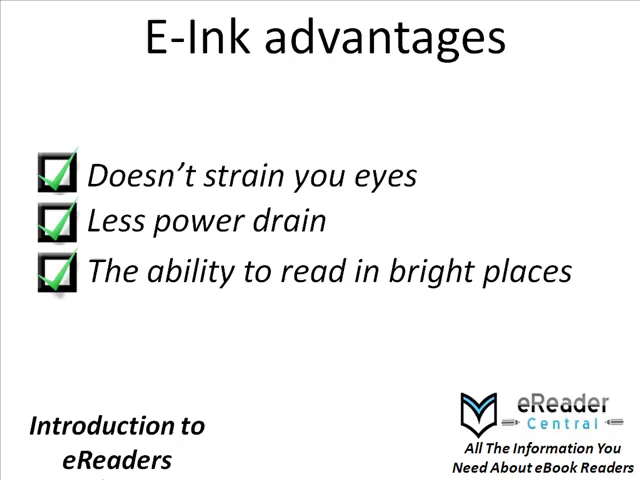 E-Ink advantages
Doesn't strain you eyes
Less power drain
The ability to read in bright places
Introduction to
eReaders
eReader
Central
All The Information You
Need About eBook Readers